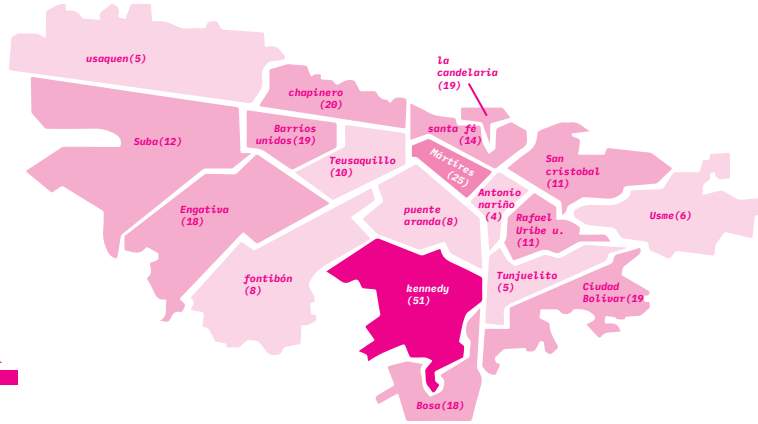 usaquen(5)
la
candelaria
(19)
chapinero
(20)
Suba(12)
Barrios
unidos(19)
santa fé
(14)
Teusaquillo
(10)
Mártires
(25)
San
cristobal
(11)
Antonio
nariño
(4)
Engativa
(18)
puente
aranda(8)
Rafael
Uribe u.
(11)
Usme(6)
fontibón
(8)
kennedy
(51)
Tunjuelito
(5)
Ciudad
Bolivar(19
Bosa(18)